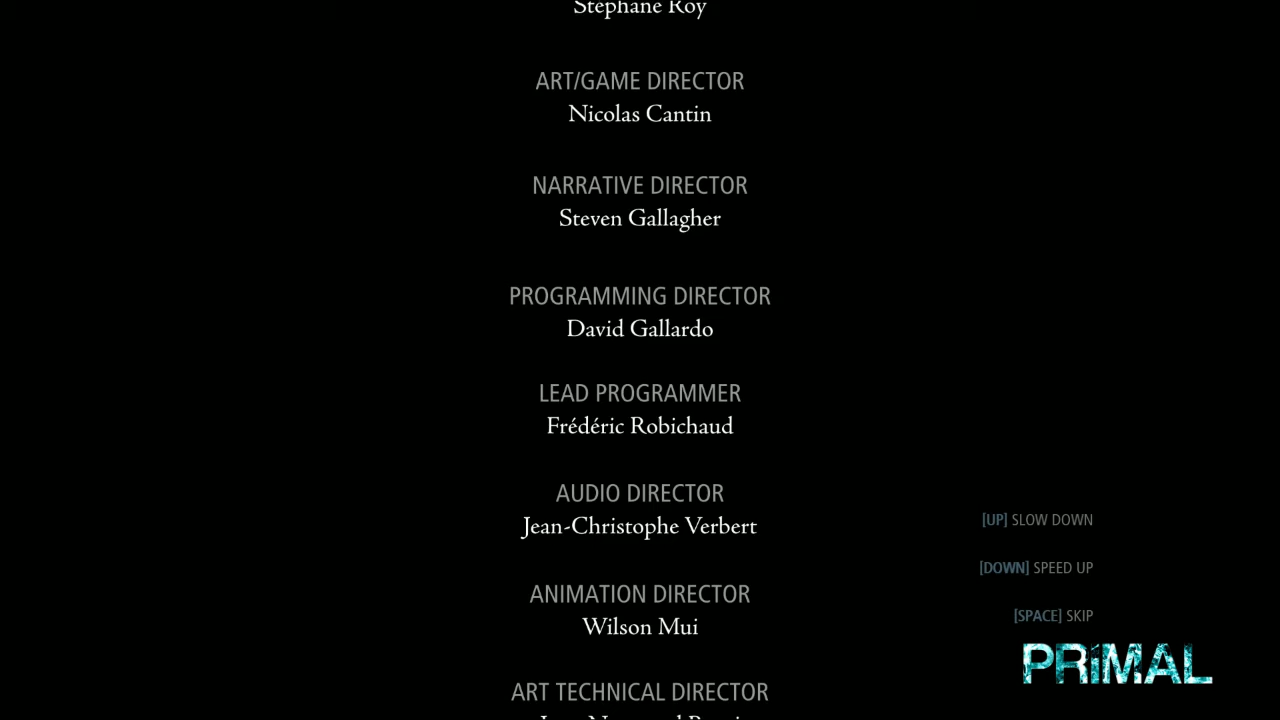 Stephane Roy
ART/GAME DIRECTOR
Nicolas Cantin
NARRATIVE DIRECTOR
Steven Gallagher
PROGRAMMING DIRECTOR
David Gallardo
LEAD PROGRAMMER
Frédéric Robichaud
AUDIO DIRECTOR
Jean-Christophe Verbert
[UP] SLOW DOWN
[DOWN] SPEED UP
ANIMATION DIRECTOR
Wilson Mui
[SPACE] SKIP
PRiMAL
ART TECHNICAL DIRECTOR